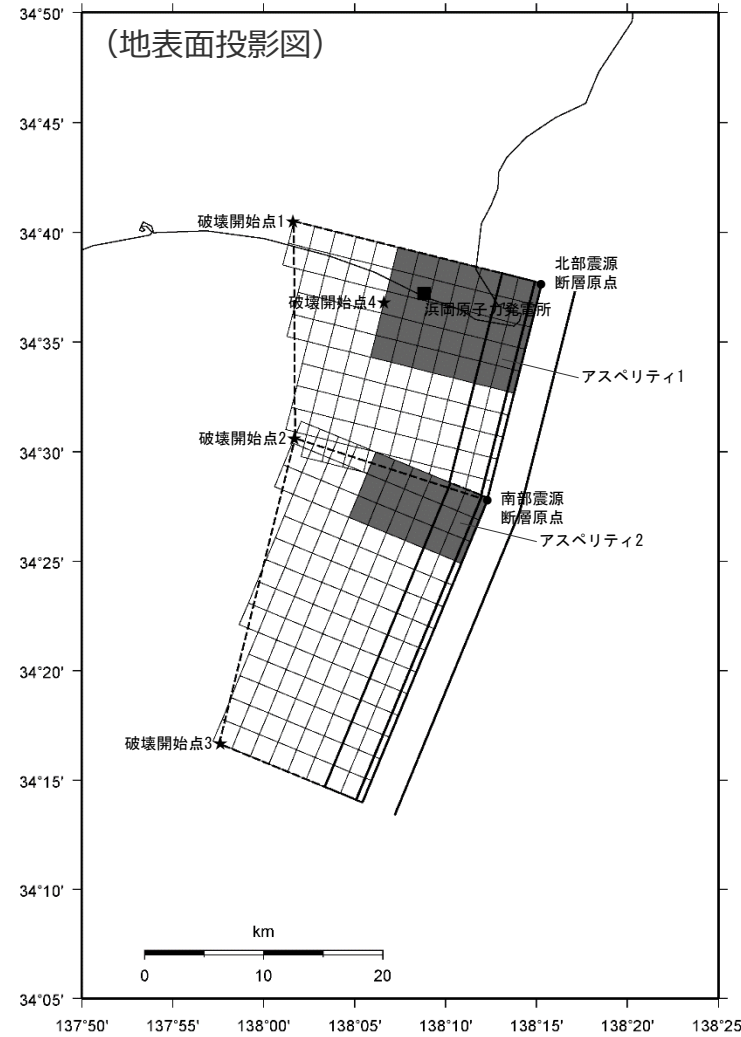 （地表面投影図）
34°50'
34°45'
34°40'
34°35'
34°30'
34°25'
34°20'
34°15'
34°10'
34°05'
破壊開始点1
北部震源
断層原点
破壊開始点4
浜岡原子力発電所
アスペリティ1
破壊開始点2
南部震源
断層原点
アスペリティ2
破壊開始点3
km
0
10
20
137°50'
137°55'
138°00'
138°05'
138°10'
138°15'
138°20'
138°25'